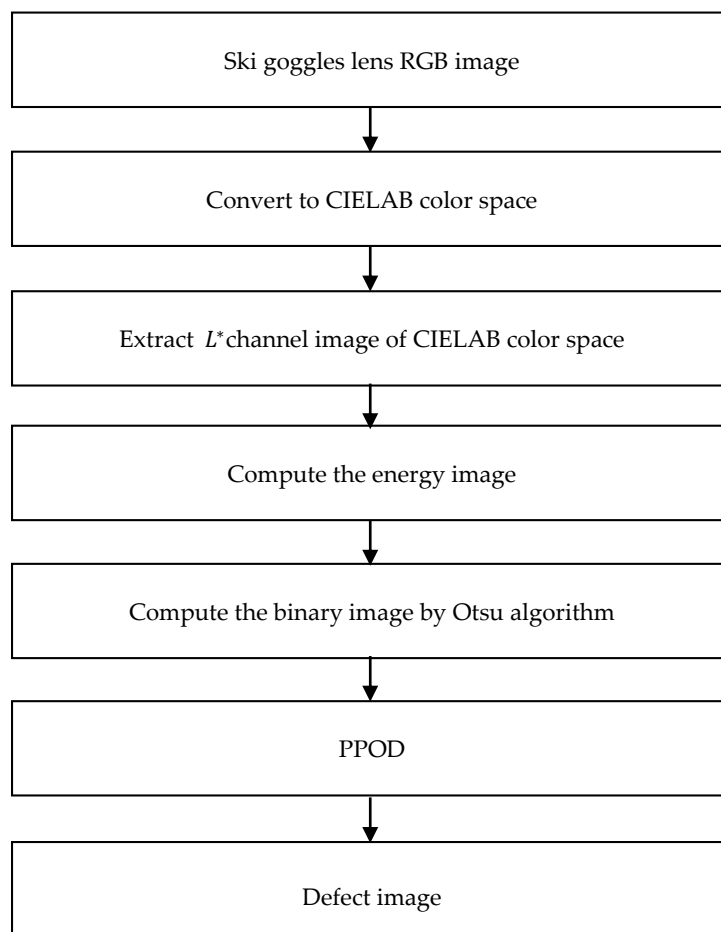 Ski goggles lens RGB image
Convert to CIELAB color space
Extract L* channel image of CIELAB color space
Compute the energy image
Compute the binary image by Otsu algorithm
PPOD
Defect image